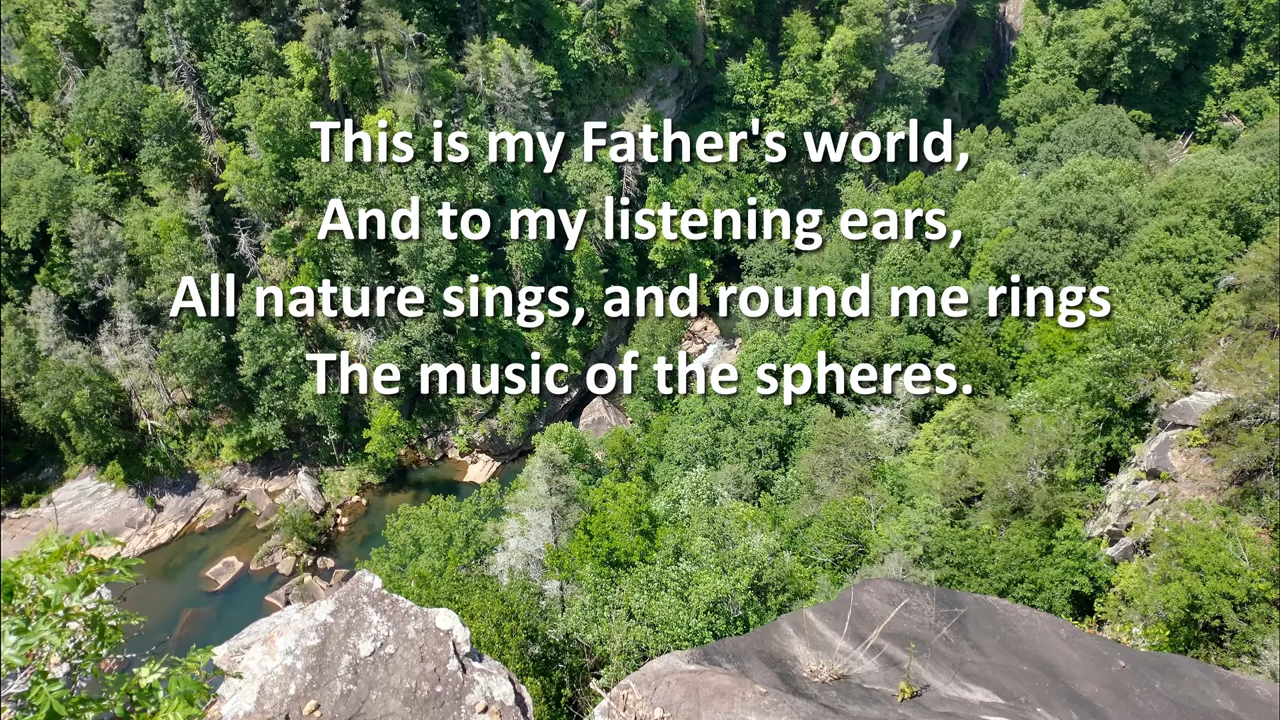 This is my Father's world,
And to my listening ears,
All nature sings, and round me rings
The music of the spheres.